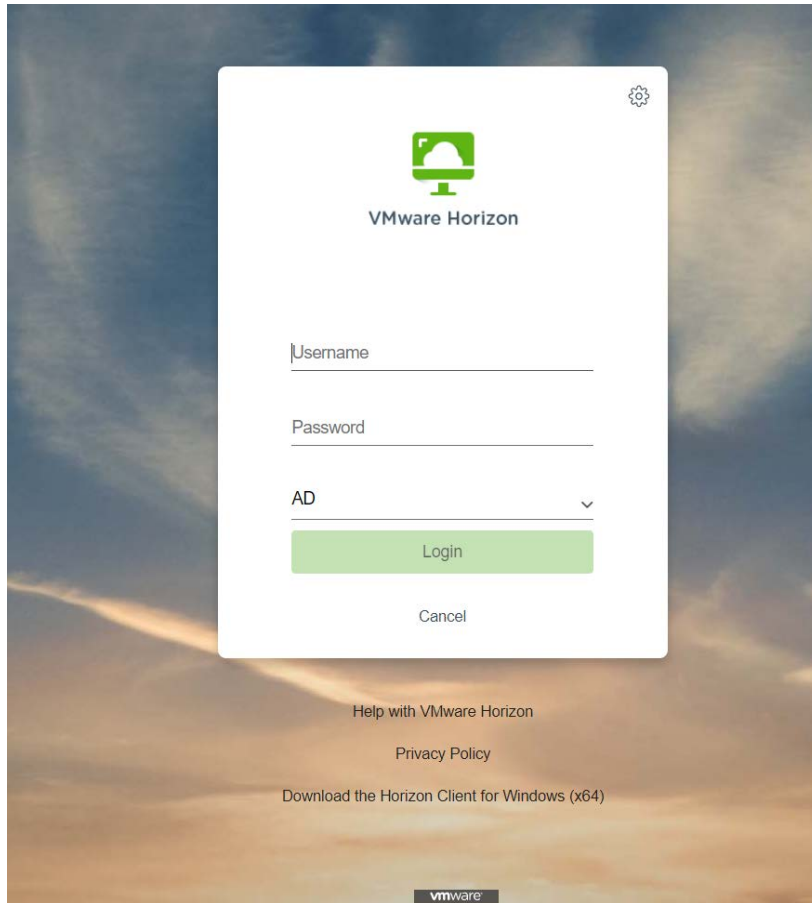 VMware Horizon
Username
Password
AD
Login
Cancel
Help with VMware Horizon
Privacy Policy
Download the Horizon Client for Windows (x64)
vmware